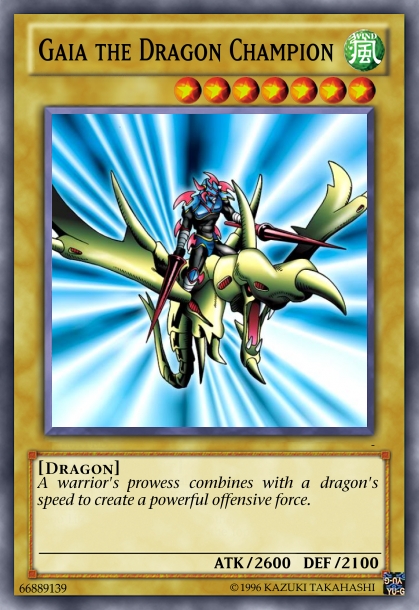 Gaia the Dragon Champion
WIND
風
[Dragon]
A warrior's prowess combines with a dragon's
speed to create a powerful offensive force.
ATK/2600 DEF/2100
66889139
©1996 KAZUKI TAKAHASHI